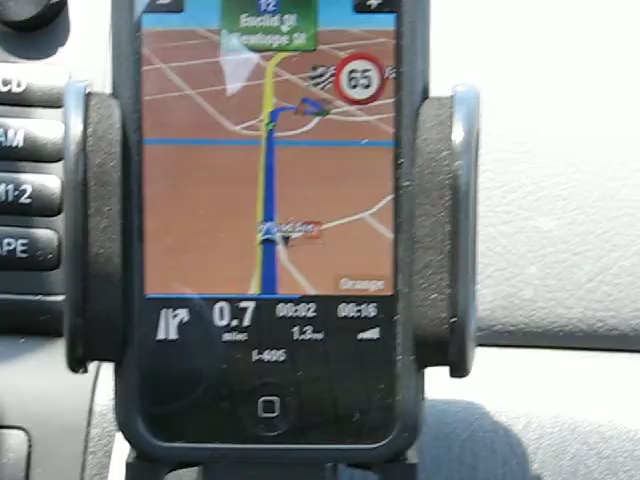 12
Euclid St
Newhope St
65
CD
AM
M1·2
APE
Orange
0.7
00:02
00:16
miles
1.3mi
I-405